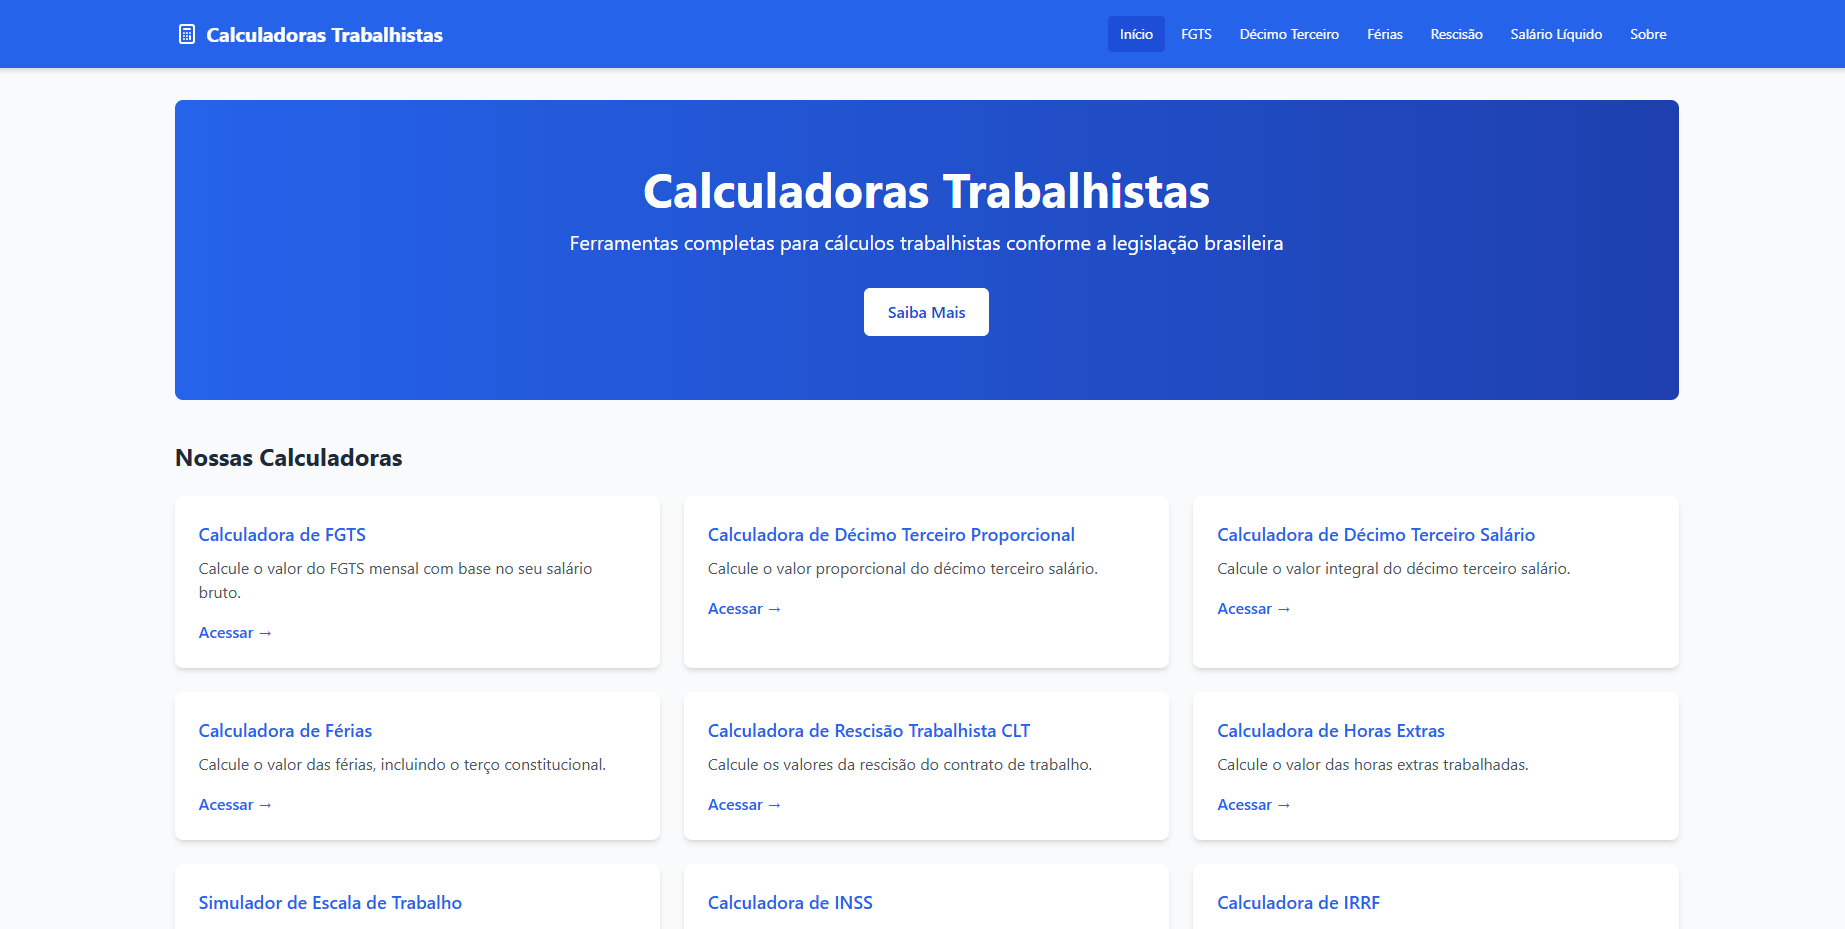 Calculadoras Trabalhistas
Início FGTS Décimo Terceiro Férias Rescisão Salário Líquido Sobre
Calculadoras Trabalhistas
Ferramentas completas para cálculos trabalhistas conforme a legislação brasileira
Saiba Mais
Nossas Calculadoras
Calculadora de FGTS
Calcule o valor do FGTS mensal com base no seu salário
bruto.
Acessar →
Calculadora de Décimo Terceiro Proporcional
Calcule o valor proporcional do décimo terceiro salário.
Acessar →
Calculadora de Décimo Terceiro Salário
Calcule o valor integral do décimo terceiro salário.
Acessar →
Calculadora de Férias
Calcule o valor das férias, incluindo o terço constitucional.
Acessar →
Calculadora de Rescisão Trabalhista CLT
Calcule os valores da rescisão do contrato de trabalho.
Acessar →
Calculadora de Horas Extras
Calcule o valor das horas extras trabalhadas.
Acessar →
Simulador de Escala de Trabalho
Calculadora de INSS
Calculadora de IRRF